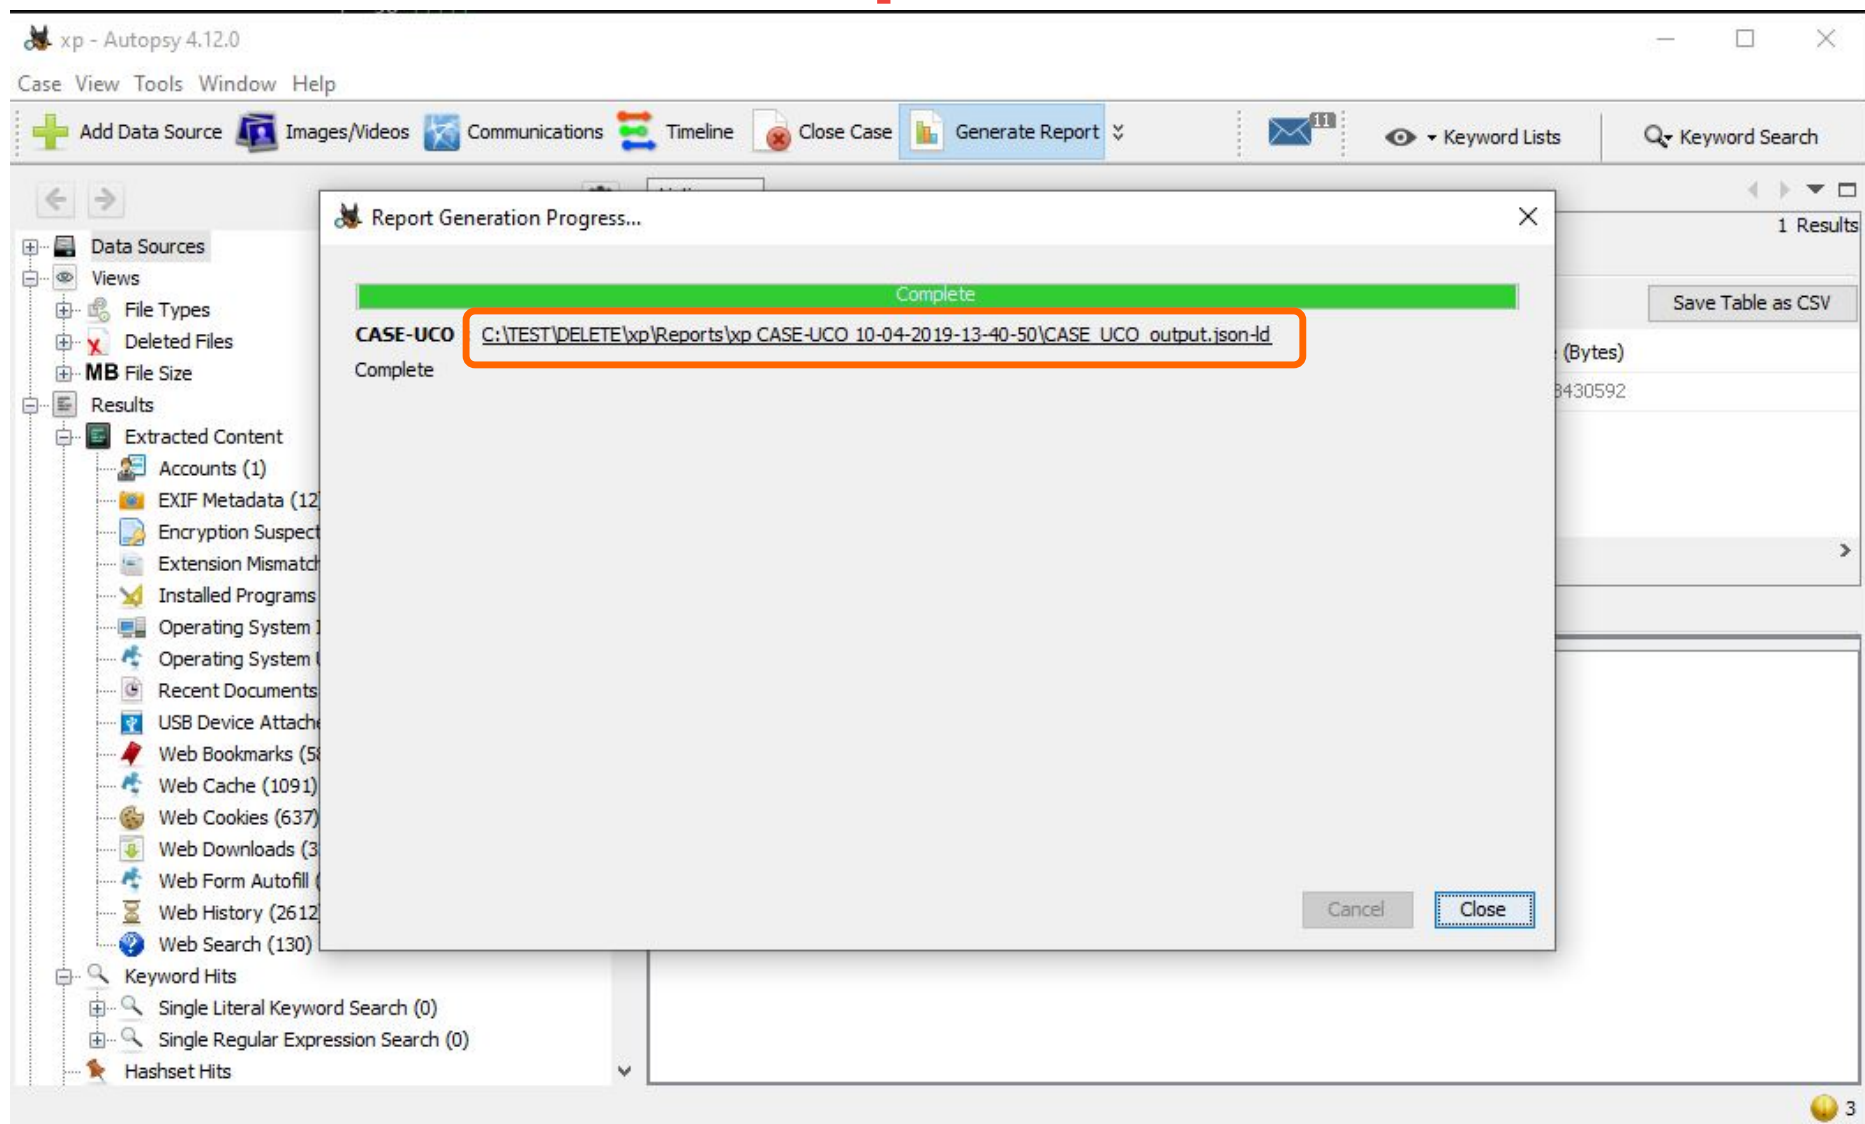 xp - Autopsy 4.12.0
Case View Tools Window Help
Add Data Source Images/Videos Communications Timeline Close Case Generate Report 11 Keyword Lists Keyword Search
Report Generation Progress...
1 Results
Data Sources
Views
Complete
File Types
Save Table as CSV
CASE-UCO C:\TEST\DELETE\xp\Reports\xp CASE-UCO 10-04-2019-13-40-50\CASE_UCO_output.json-ld
Deleted Files
(Bytes)
MB File Size
Complete
8430592
Results
Extracted Content
Accounts (1)
EXIF Metadata (12
Encryption Suspect
Extension Mismatch
Installed Programs
Operating System
Operating System
Recent Documents
USB Device Attache
Web Bookmarks (58
Web Cache (1091)
Web Cookies (637)
Web Downloads (3
Web Form Autofill (
Cancel Close
Web History (2612
Web Search (130)
Keyword Hits
Single Literal Keyword Search (0)
Single Regular Expression Search (0)
Hashset Hits
3